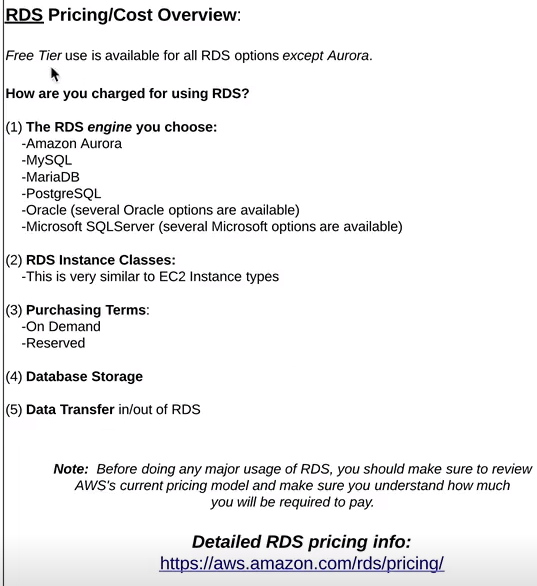 RDS Pricing/Cost Overview:
Free Tier use is available for all RDS options except Aurora.
How are you charged for using RDS?
(1) The RDS engine you choose:
-Amazon Aurora
-MySQL
-MariaDB
-PostgreSQL
-Oracle (several Oracle options are available)
-Microsoft SQLServer (several Microsoft options are available)
(2) RDS Instance Classes:
-This is very similar to EC2 Instance types
(3) Purchasing Terms:
-On Demand
-Reserved
(4) Database Storage
(5) Data Transfer in/out of RDS
Note: Before doing any major usage of RDS, you should make sure to review
AWS's current pricing model and make sure you understand how much
you will be required to pay.
Detailed RDS pricing info:
https://aws.amazon.com/rds/pricing/